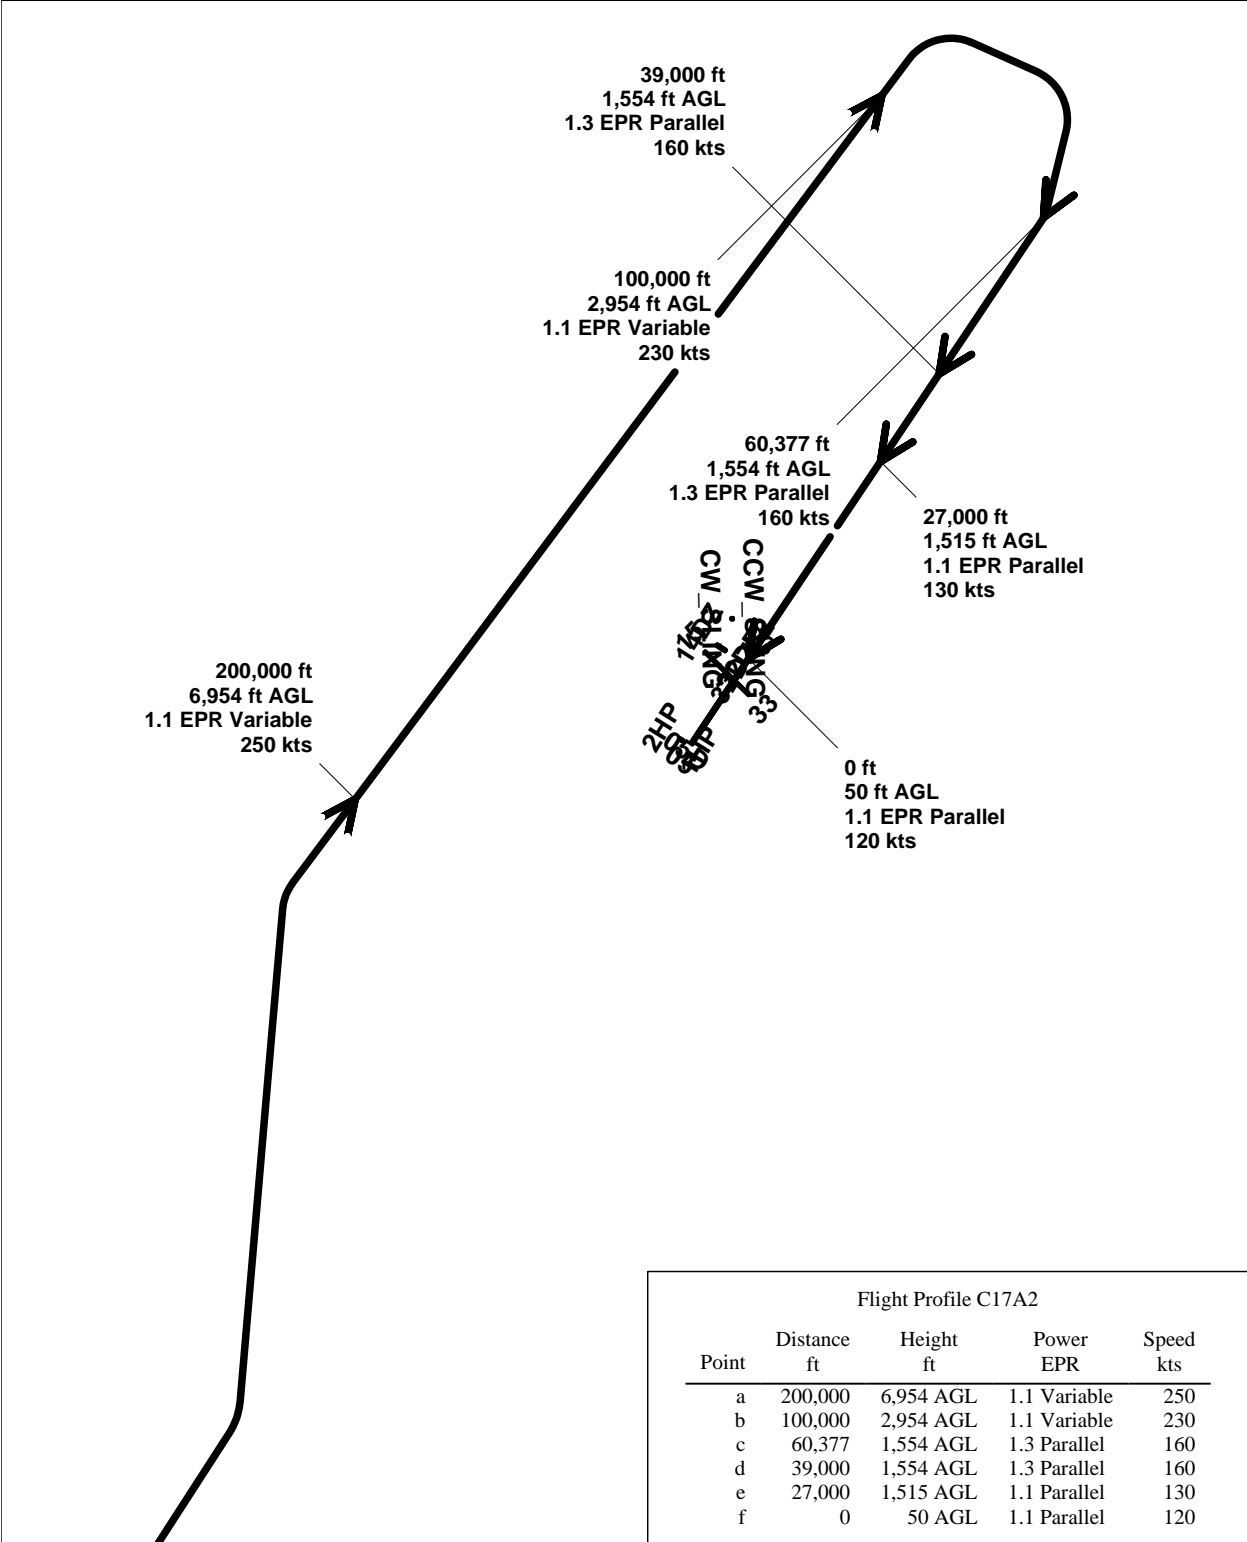 39,000 ft
1,554 ft AGL
1.3 EPR Parallel
160 kts
100,000 ft
2,954 ft AGL
1.1 EPR Variable
230 kts
60,377 ft
1,554 ft AGL
1.3 EPR Parallel
160 kts
27,000 ft
1,515 ft AGL
1.1 EPR Parallel
130 kts
CW SLING
CCW SLING
33
2HP
200,000 ft
6,954 ft AGL
1.1 EPR Variable
250 kts
0 ft
50 ft AGL
1.1 EPR Parallel
120 kts
Flight Profile C17A2
Distance Height Power Speed
Point ft ft EPR kts
a 200,000 6,954 AGL 1.1 Variable 250
b 100,000 2,954 AGL 1.1 Variable 230
c 60,377 1,554 AGL 1.3 Parallel 160
d 39,000 1,554 AGL 1.3 Parallel 160
e 27,000 1,515 AGL 1.1 Parallel 130
f 0 50 AGL 1.1 Parallel 120